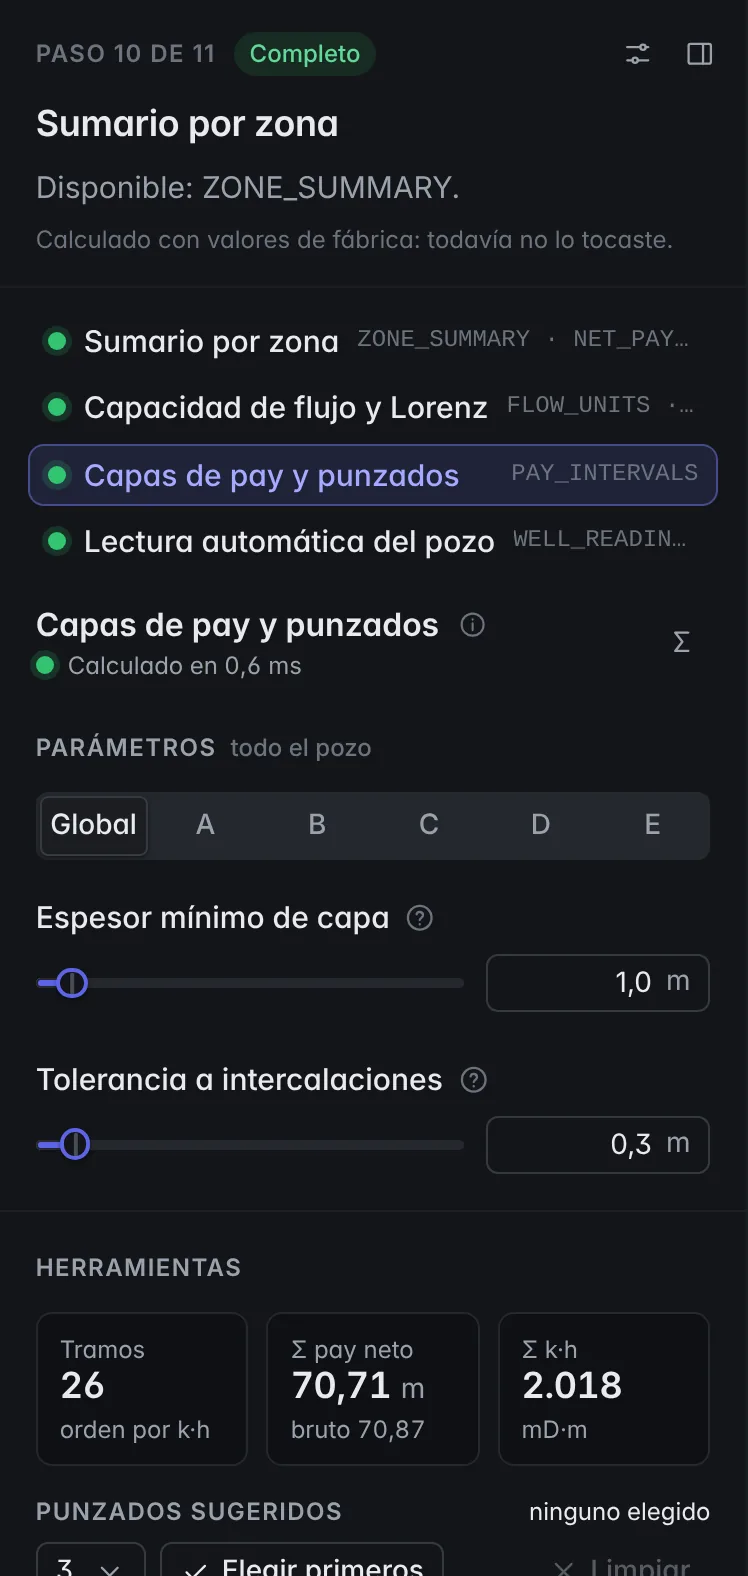 PASO 10 DE 11 Completo
Sumario por zona
Disponible: ZONE_SUMMARY.
Calculado con valores de fábrica: todavía no lo tocaste.
Sumario por zona ZONE_SUMMARY · NET_PAY…
Capacidad de flujo y Lorenz FLOW_UNITS ·…
Capas de pay y punzados PAY_INTERVALS
Lectura automática del pozo WELL_READIN…
Capas de pay y punzados
Σ
Calculado en 0,6 ms
PARÁMETROS todo el pozo
Global A B C D E
Espesor mínimo de capa
1,0 m
Tolerancia a intercalaciones
0,3 m
HERRAMIENTAS
Tramos
26
orden por k·h
Σ pay neto
70,71 m
bruto 70,87
Σ k·h
2.018
mD·m
PUNZADOS SUGERIDOS ninguno elegido
3 Elegir primeros Limpiar